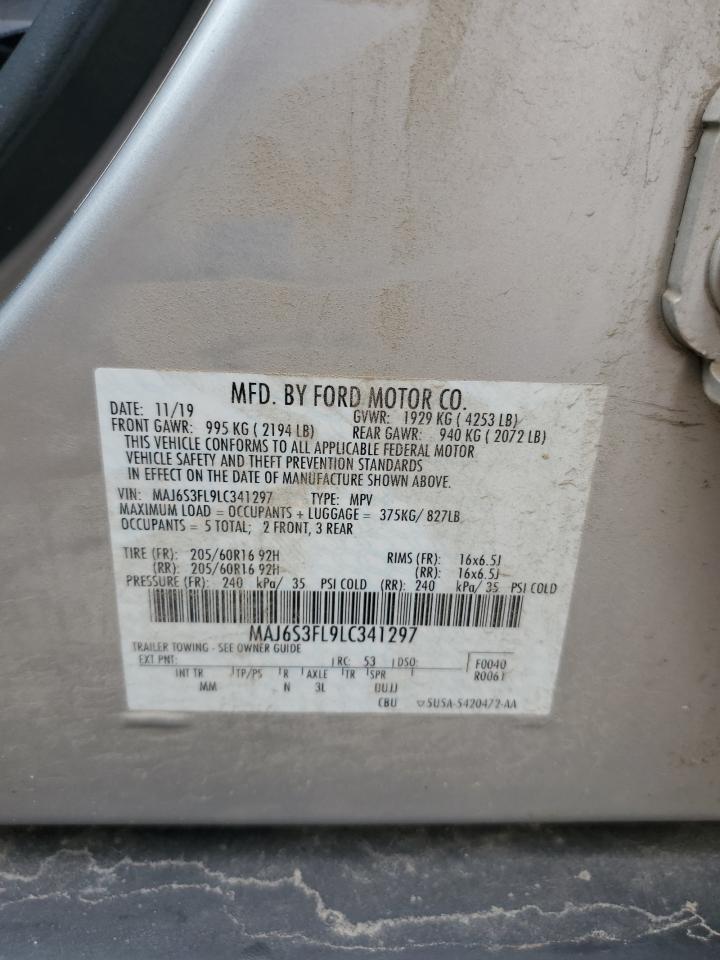 MFD. BY FORD MOTOR CO.
DATE: 11/19 GVWR: 1929 KG ( 4253 LB)
FRONT GAWR: 995 KG ( 2194 LB) REAR GAWR: 940 KG ( 2072 LB)
THIS VEHICLE CONFORMS TO ALL APPLICABLE FEDERAL MOTOR
VEHICLE SAFETY AND THEFT PREVENTION STANDARDS
IN EFFECT ON THE DATE OF MANUFACTURE SHOWN ABOVE.
VIN: MAJ6S3FL9LC341297 TYPE: MPV
MAXIMUM LOAD = OCCUPANTS + LUGGAGE = 375KG/ 827LB
OCCUPANTS = 5 TOTAL; 2 FRONT, 3 REAR
TIRE (FR): 205/60R16 92H RIMS (FR): 16x6.5J
(RR): 205/60R16 92H (RR): 16x6.5J
PRESSURE (FR): 240 kPa/ 35 PSI COLD (RR): 240 kPa/ 35 PSI COLD
MAJ6S3FL9LC341297
TRAILER TOWING - SEE OWNER GUIDE
EXT PNT: RC: 53 DSO: F0040
INT TR TP/PS R AXLE TR SPR R0061
MM N 3L UUJJ
CBU 5U5A-5420472-AA